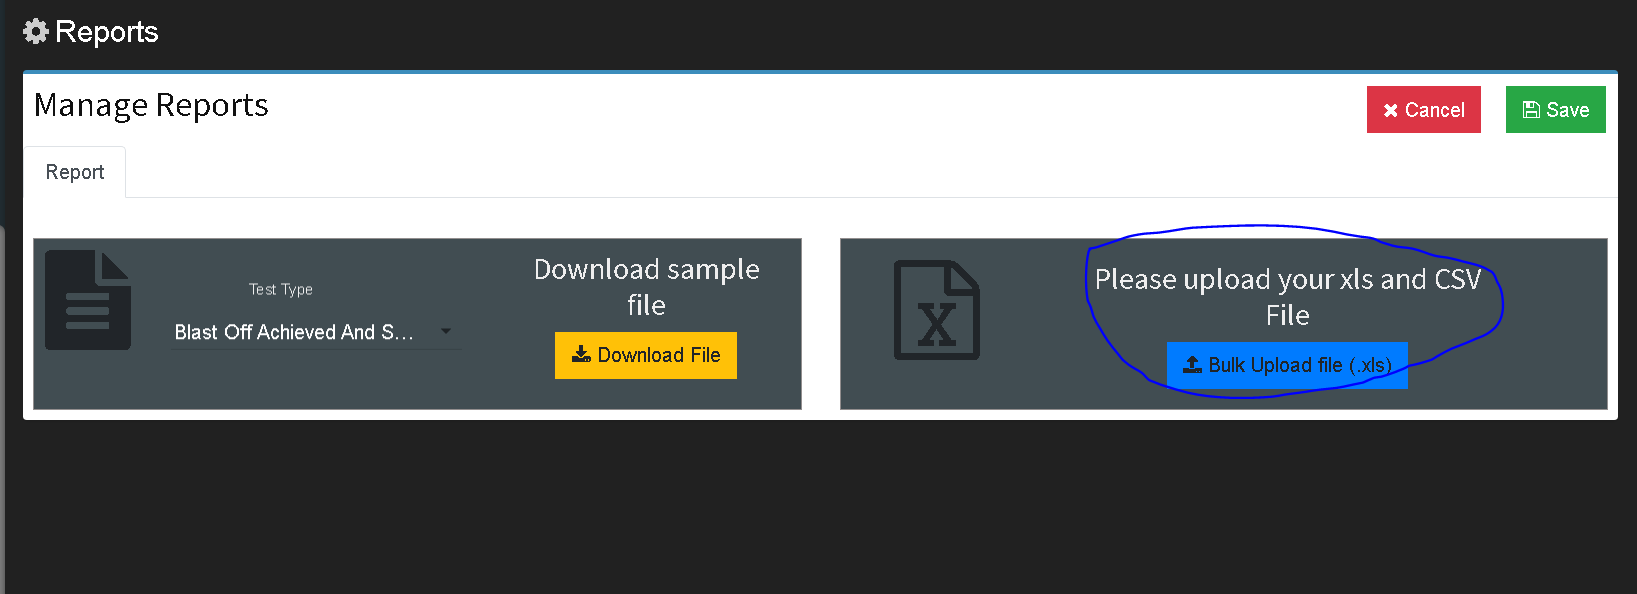 Reports
Manage Reports
Cancel
Save
Report
Test Type
Blast Off Achieved And S...
Download sample
file
Download File
X
Please upload your xls and CSV
File
Bulk Upload file (.xls)